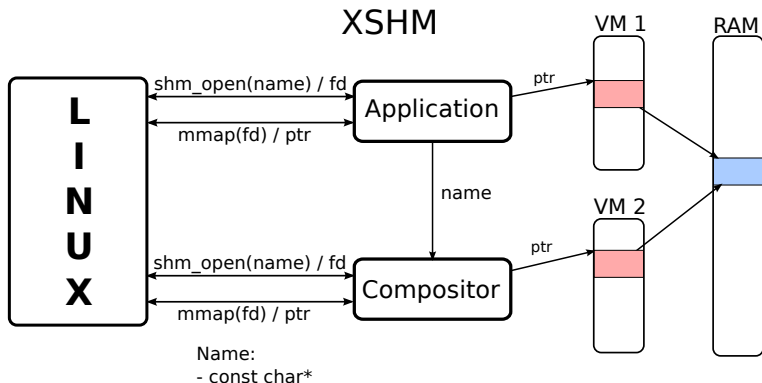 XSHM
VM 1
RAM
L
I
N
U
X
shm_open(name) / fd
mmap(fd) / ptr
Application
ptr
name
VM 2
shm_open(name) / fd
mmap(fd) / ptr
Compositor
ptr
Name:
- const char*